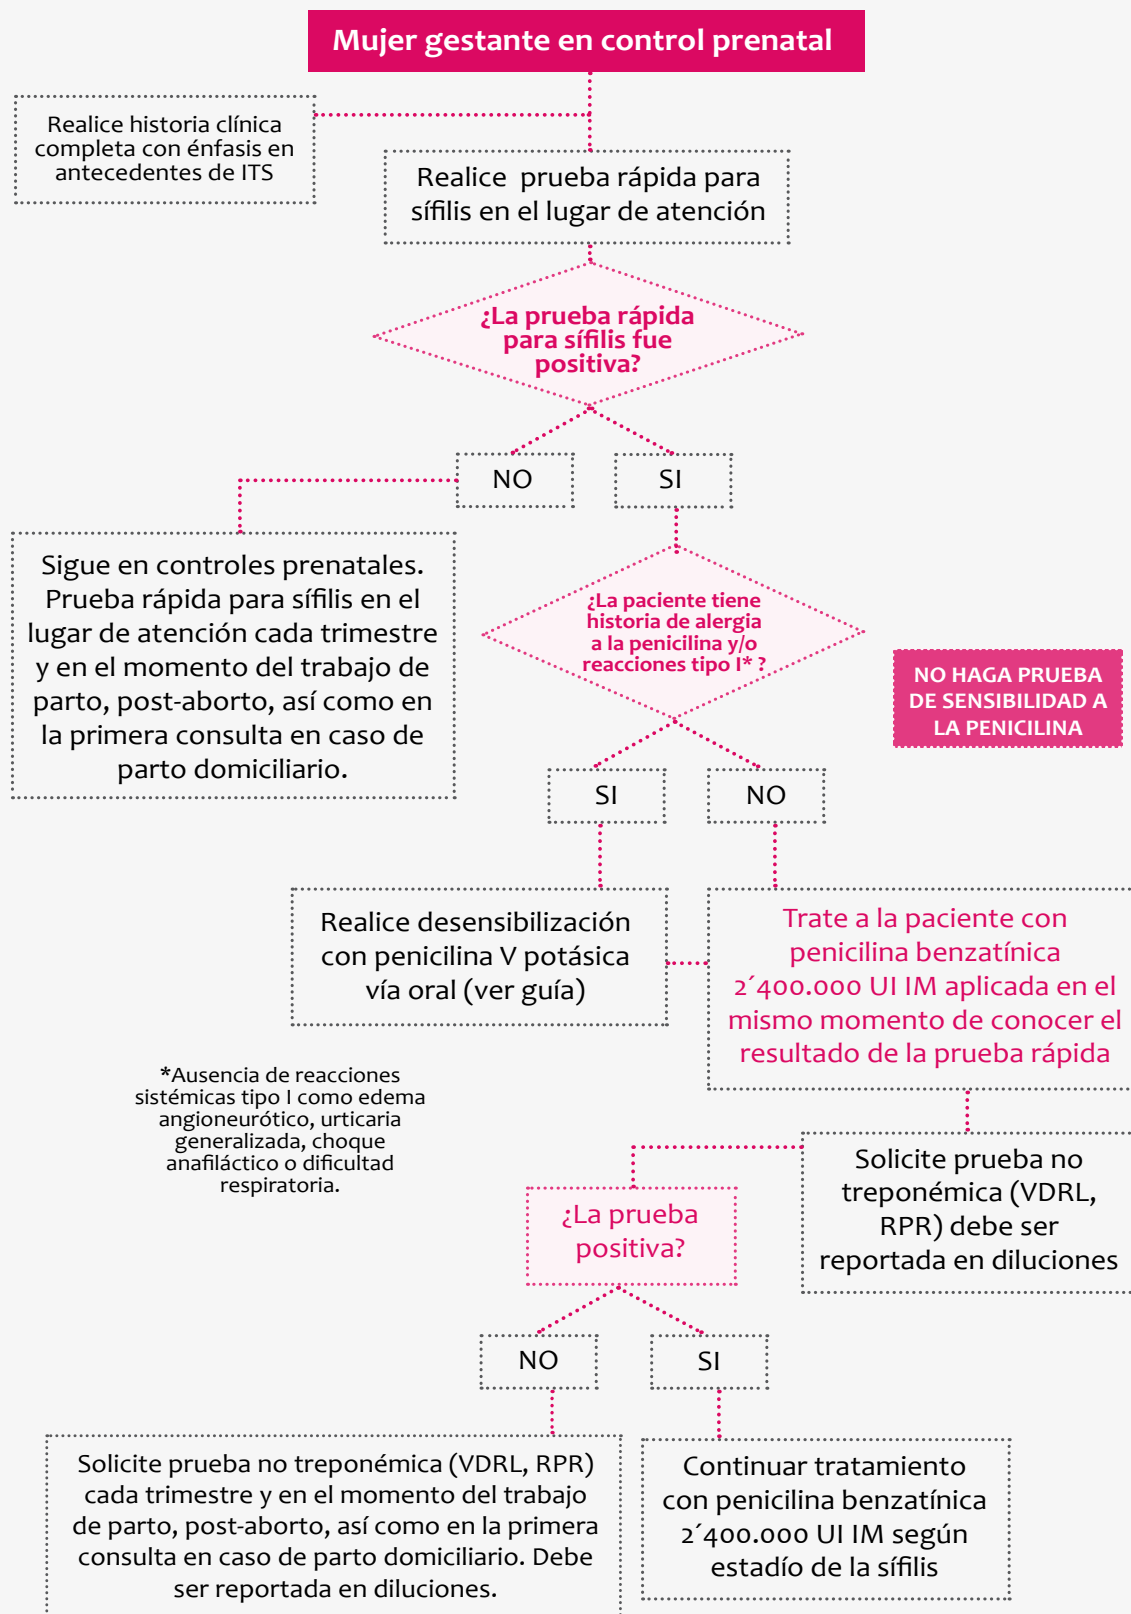 Mujer gestante en control prenatal
Realice historia clínica
completa con énfasis en
antecedentes de ITS
Realice prueba rápida para
sífilis en el lugar de atención
¿La prueba rápida
para sífilis fue
positiva?
NO
SI
Sigue en controles prenatales.
Prueba rápida para sífilis en el
lugar de atención cada trimestre
y en el momento del trabajo de
parto, post-aborto, así como en
la primera consulta en caso de
parto domiciliario.
¿La paciente tiene
historia de alergia
a la penicilina y/o
reacciones tipo I* ?
NO HAGA PRUEBA
DE SENSIBILIDAD A
LA PENICILINA
SI
NO
Realice desensibilización
con penicilina V potásica
vía oral (ver guía)
Trate a la paciente con
penicilina benzatínica
2´400.000 UI IM aplicada en el
mismo momento de conocer el
resultado de la prueba rápida
*Ausencia de reacciones
sistémicas tipo I como edema
angioneurótico, urticaria
generalizada, choque
anafiláctico o dificultad
respiratoria.
Solicite prueba no
treponémica (VDRL,
RPR) debe ser
reportada en diluciones
¿La prueba
positiva?
NO
SI
Solicite prueba no treponémica (VDRL, RPR)
cada trimestre y en el momento del trabajo
de parto, post-aborto, así como en la primera
consulta en caso de parto domiciliario. Debe
ser reportada en diluciones.
Continuar tratamiento
con penicilina benzatínica
2´400.000 UI IM según
estadío de la sífilis